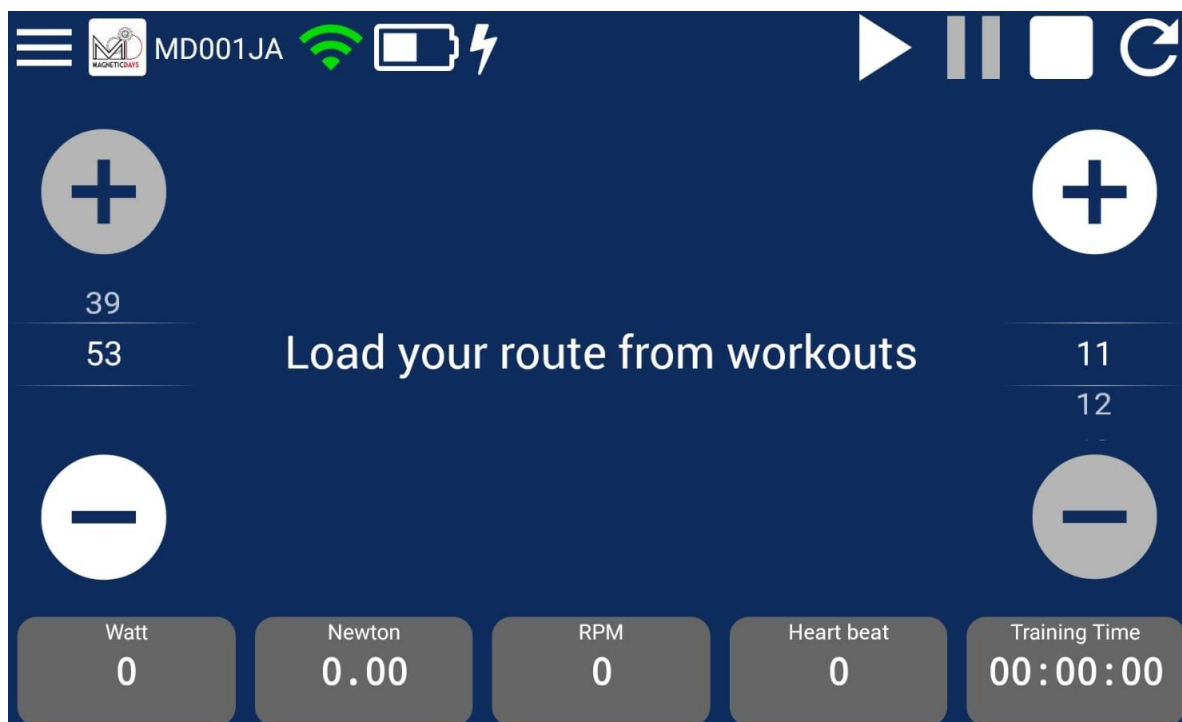 MAGNETICDAYS
MD001JA
39
53
Load your route from workouts
11
12
Watt
0
Newton
0.00
RPM
0
Heart beat
0
Training Time
00:00:00